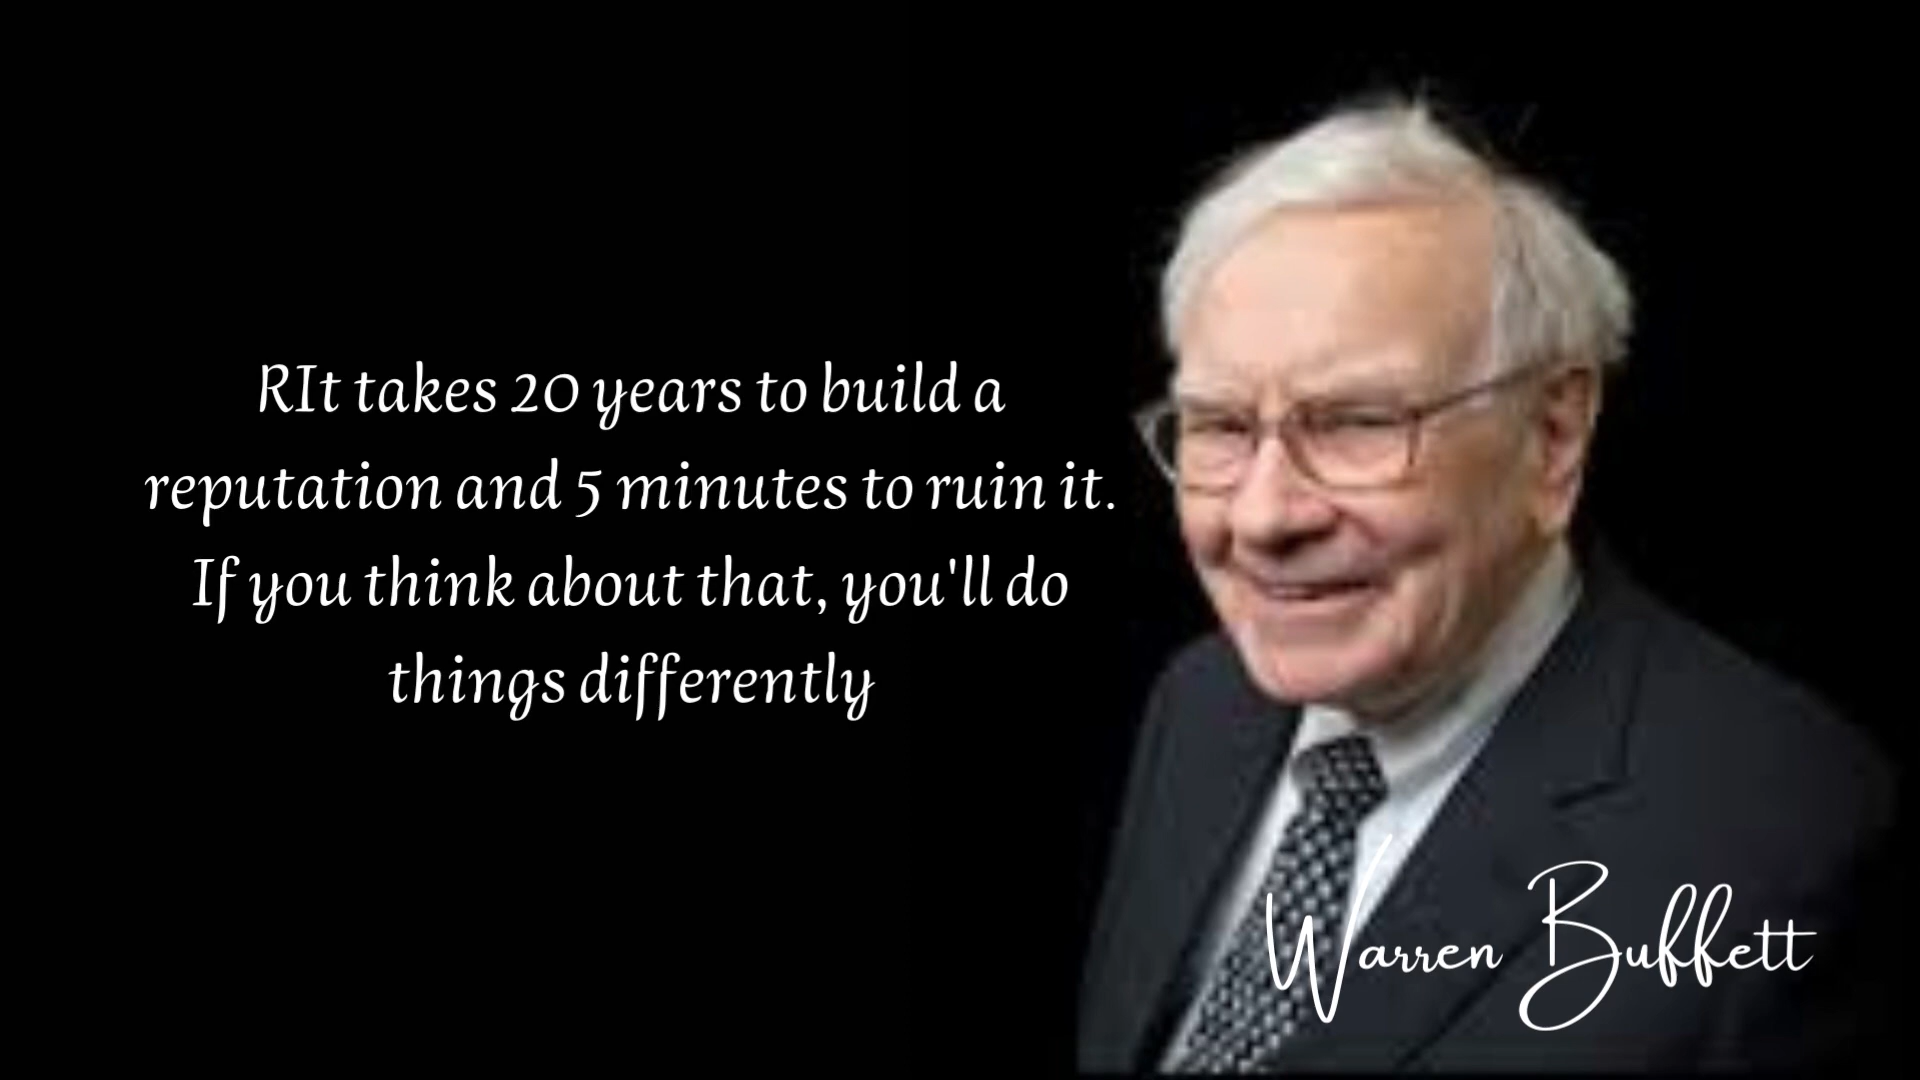 RIt takes 20 years to build a
reputation and 5 minutes to ruin it.
If you think about that, you'll do
things differently
Warren Buffett